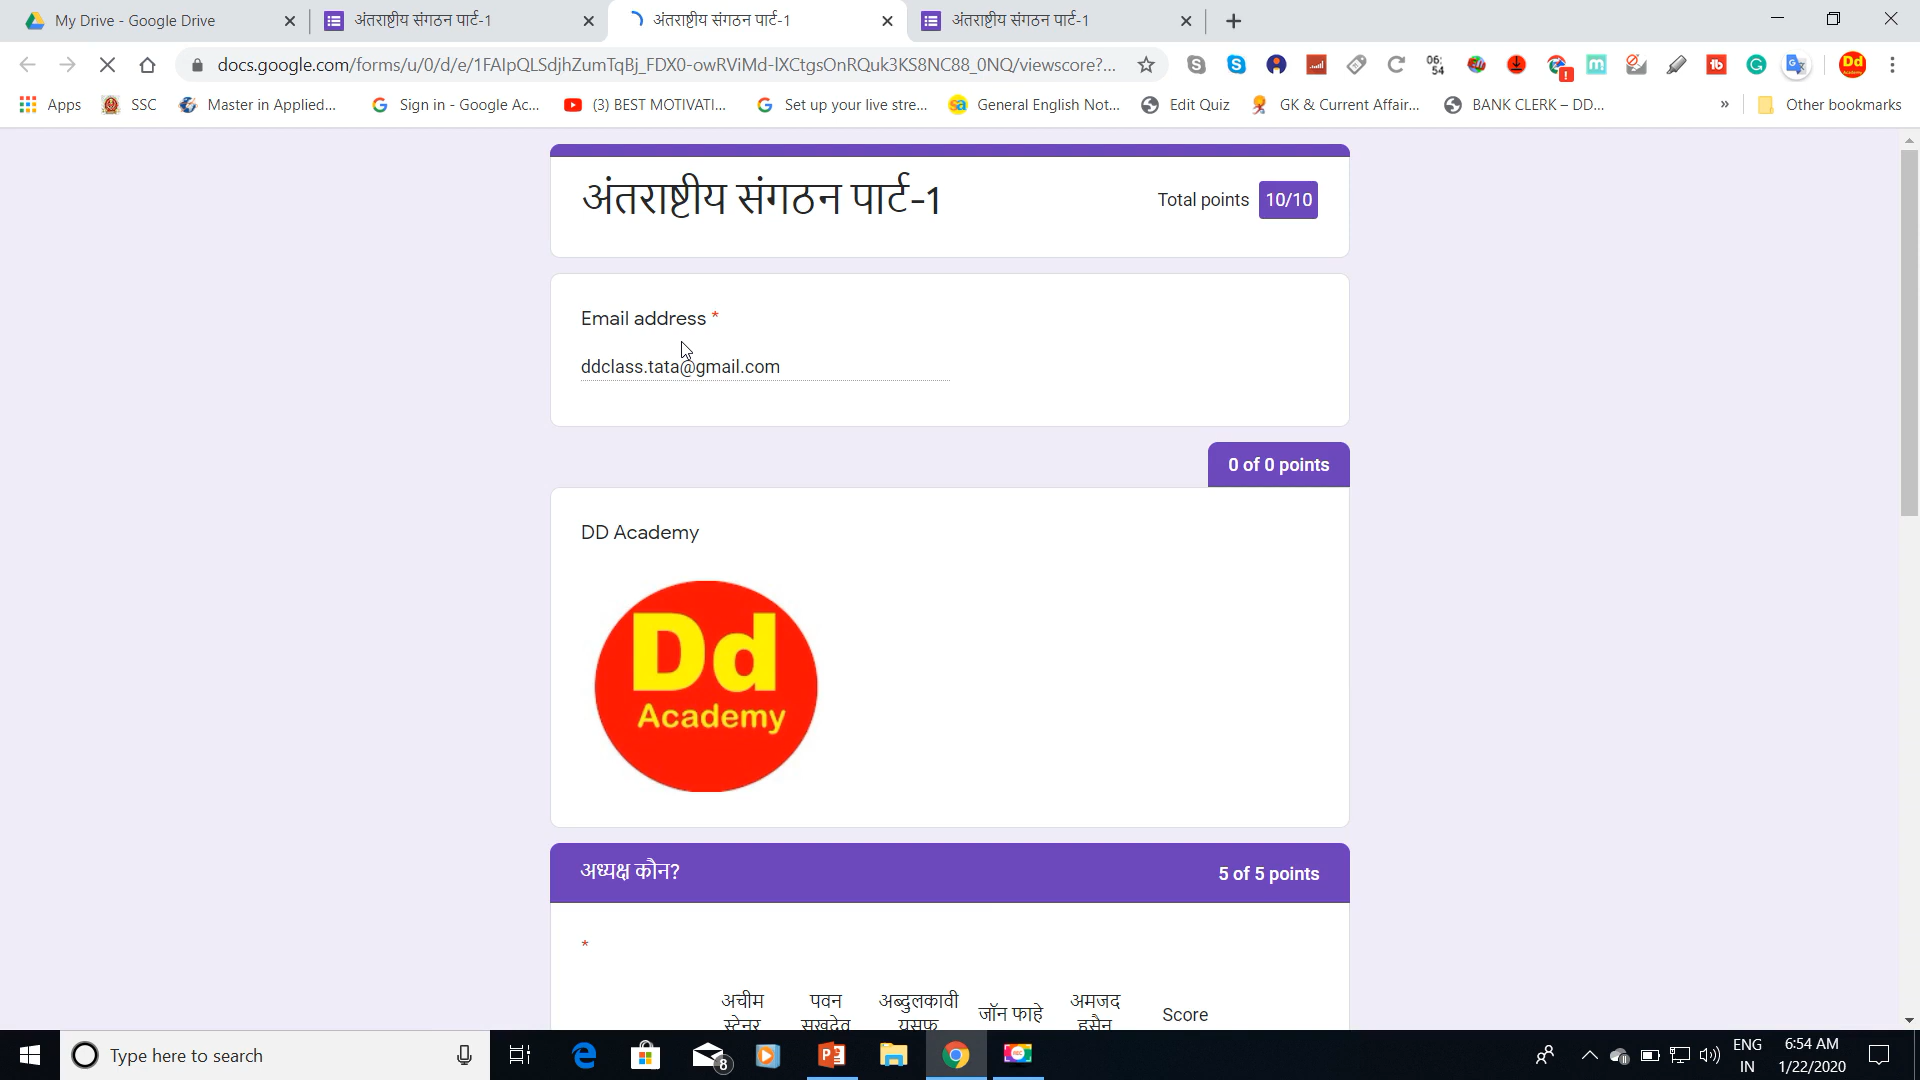 My Drive - Google Drive
अंतराष्टीय संगठन पार्ट-1
अंतराष्टीय संगठन पार्ट-1
अंतराष्टीय संगठन पार्ट-1
docs.google.com/forms/u/0/d/e/1FAIpQLSdjhZumTqBj_FDX0-owRViMd-lXCtgsOnRQuk3KS8NC88_0NQ/viewscore?...
06:
54
Apps
SSC
Master in Applied...
Sign in - Google Ac...
(3) BEST MOTIVATI...
Set up your live stre...
General English Not...
Edit Quiz
GK & Current Affair...
BANK CLERK – DD...
»
Other bookmarks
अंतराष्टीय संगठन पार्ट-1
Total points 10/10
Email address *
ddclass.tata@gmail.com
0 of 0 points
DD Academy
Dd
Academy
अध्यक्ष कौन?
5 of 5 points
*
अचीम पवन अब्दुलकावी जॉन फाहे अमजद Score
स्टेनर सुखदेव यूसुफ हुसैन
Type here to search
8
ENG
IN
6:54 AM
1/22/2020